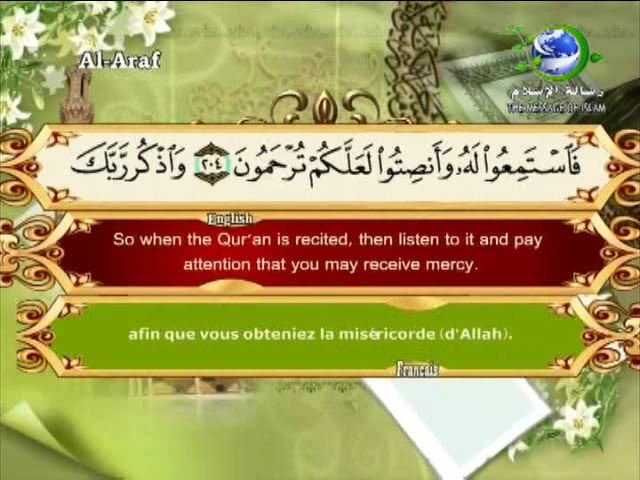 Al-Araf
رسالة الإسلام
THE MESSAGE OF ISLAM
فَٱسْتَمِعُوا۟ لَهُۥ وَأَنصِتُوا۟ لَعَلَّكُمْ تُرْحَمُونَ ﴿٢٠٤﴾ وَٱذْكُر رَّبَّكَ
English
So when the Qur'an is recited, then listen to it and pay
attention that you may receive mercy.
afin que vous obteniez la miséricorde (d'Allah).
Français